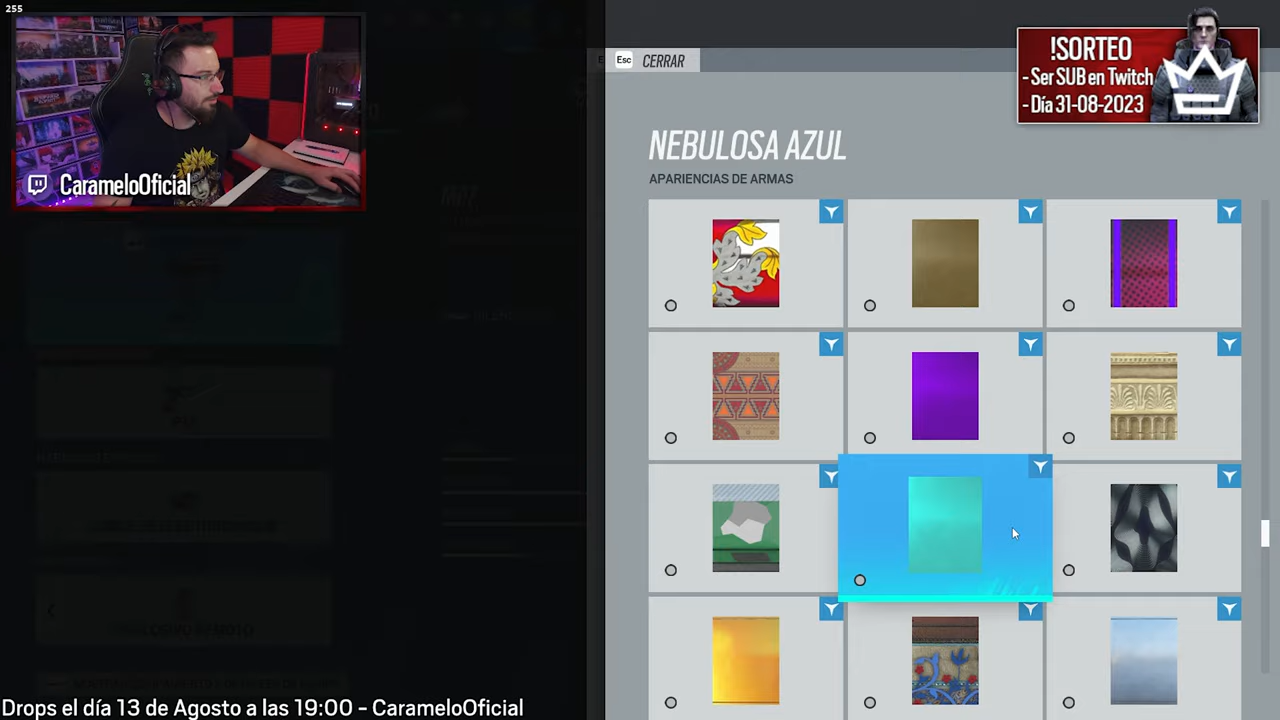 255
Esc CERRAR
!SORTEO
- Ser SUB en Twitch
- Día 31-08-2023
NEBULOSA AZUL
APARIENCIAS DE ARMAS
CarameloOficial
Drops el día 13 de Agosto a las 19:00 - CarameloOficial